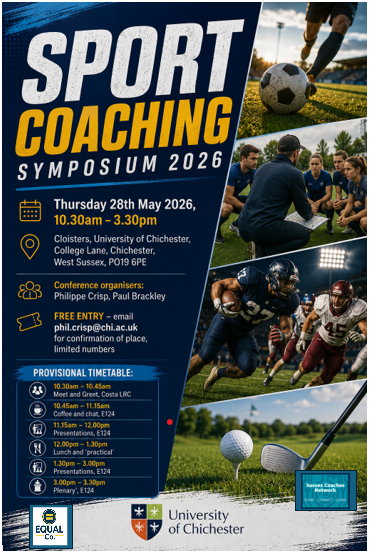 SPORT
COACHING
SYMPOSIUM 2026
Thursday 28th May 2026,
10.30am – 3.30pm
Cloisters, University of Chichester,
College Lane, Chichester,
West Sussex, PO19 6PE
Conference organisers:
Philippe Crisp, Paul Brackley
FREE ENTRY – email
phil.crisp@chi.ac.uk
for confirmation of place,
limited numbers
PROVISIONAL TIMETABLE:
10.30am – 10.45am
Meet and Greet, Costa LRC
10.45am – 11.15am
Coffee and chat, E124
11.15am – 12.00pm
Presentations, E124
12.00pm – 1.30pm
Lunch and 'practical'
1.30pm – 3.00pm
Presentations, E124
3.00pm – 3.30pm
Plenary', E124
27
45
Sussex Coaches
Network
EQUAL
Co.
University
of Chichester